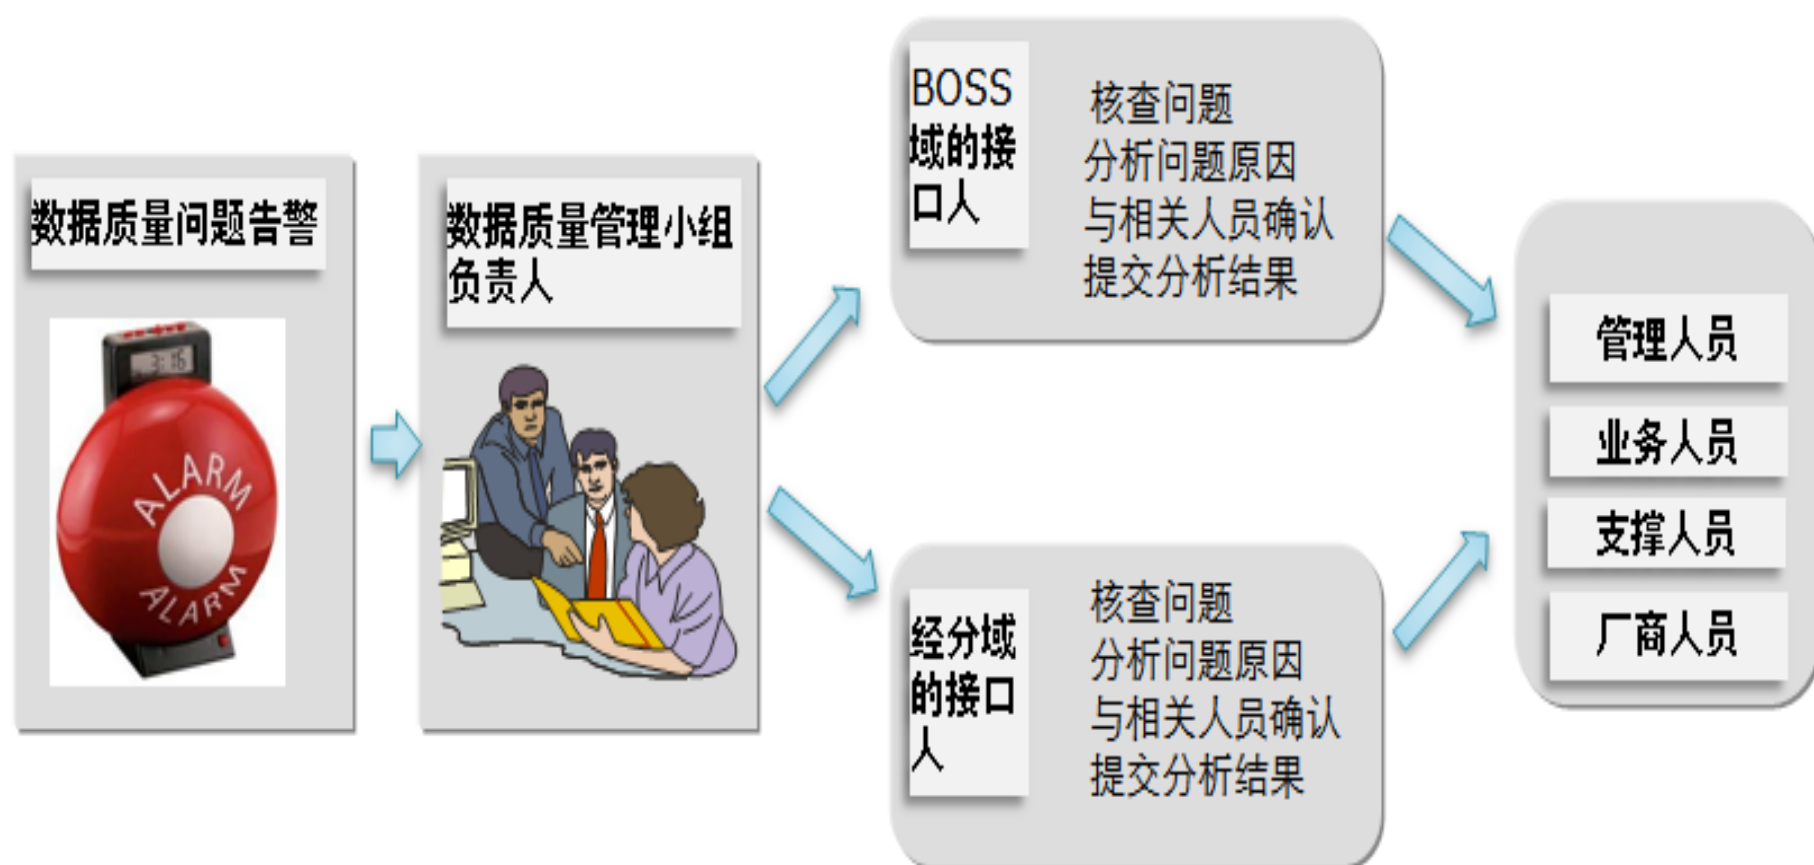 数据质量问题告警
3:16
ALARM
ALARM
数据质量管理小组
负责人
BOSS
域的接
口人
核查问题
分析问题原因
与相关人员确认
提交分析结果
经分域
的接口
人
核查问题
分析问题原因
与相关人员确认
提交分析结果
管理人员
业务人员
支撑人员
厂商人员